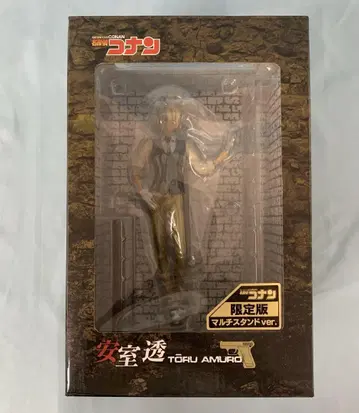 名探偵コナン
名探偵コナン
限定版
マルチスタンドver.
安室 透 TŌRU AMURO